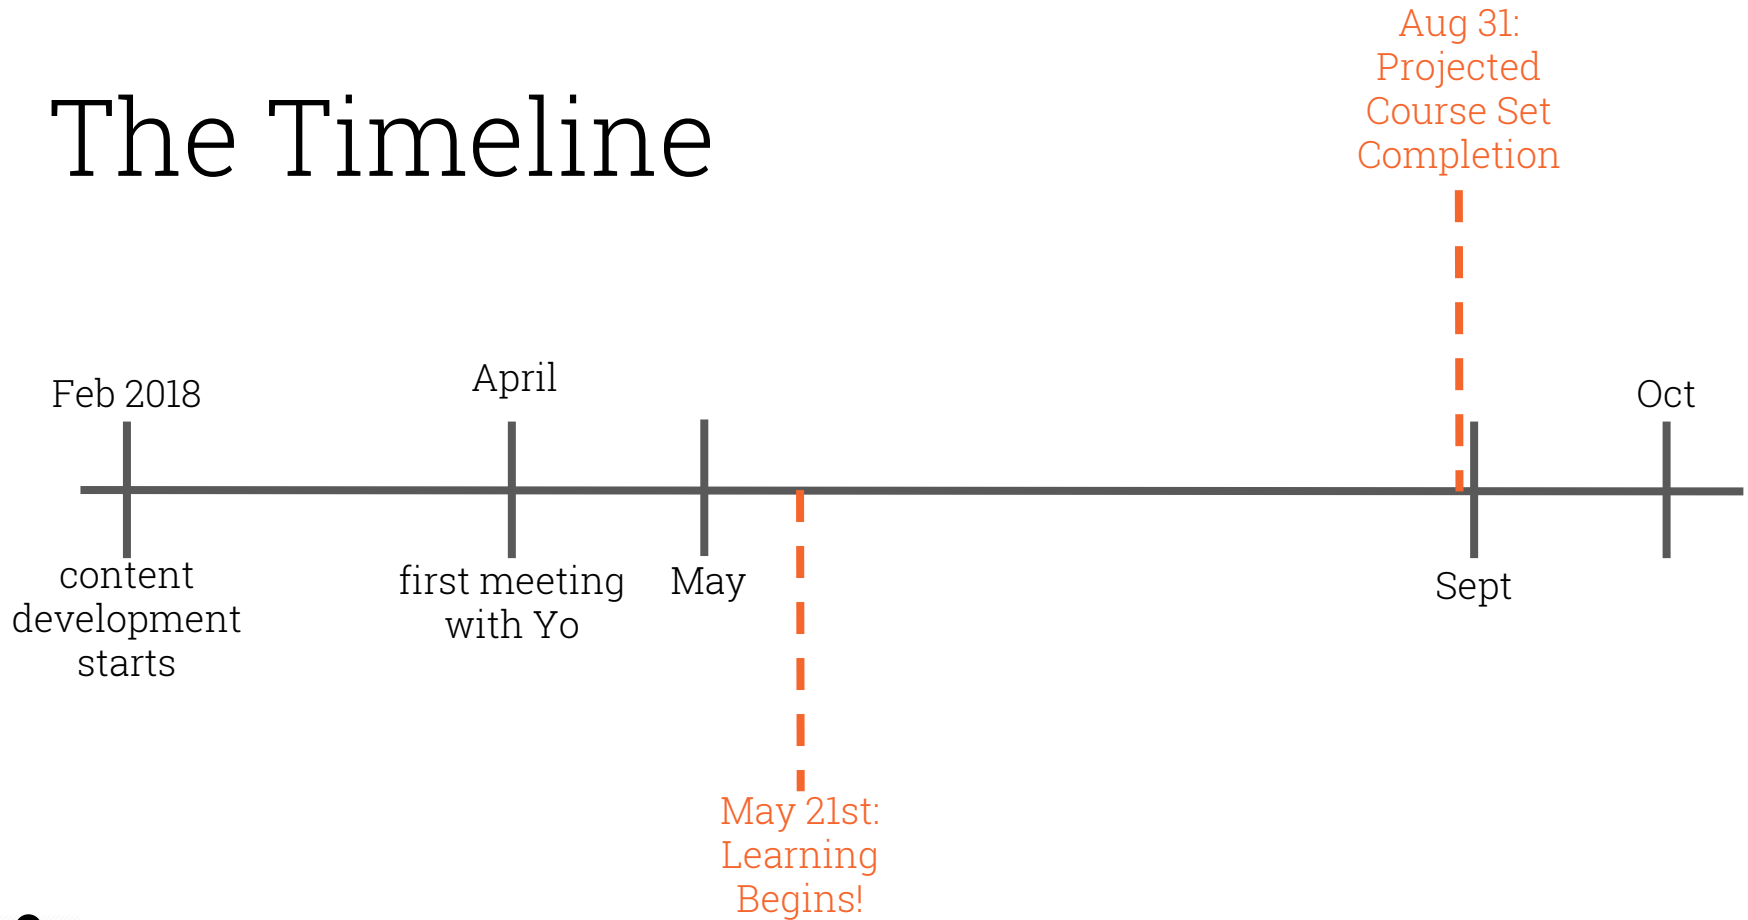 The Timeline
Aug 31:
Projected
Course Set
Completion
Feb 2018
April
Oct
content
development
starts
first meeting
with Yo
May
Sept
May 21st:
Learning
Begins!